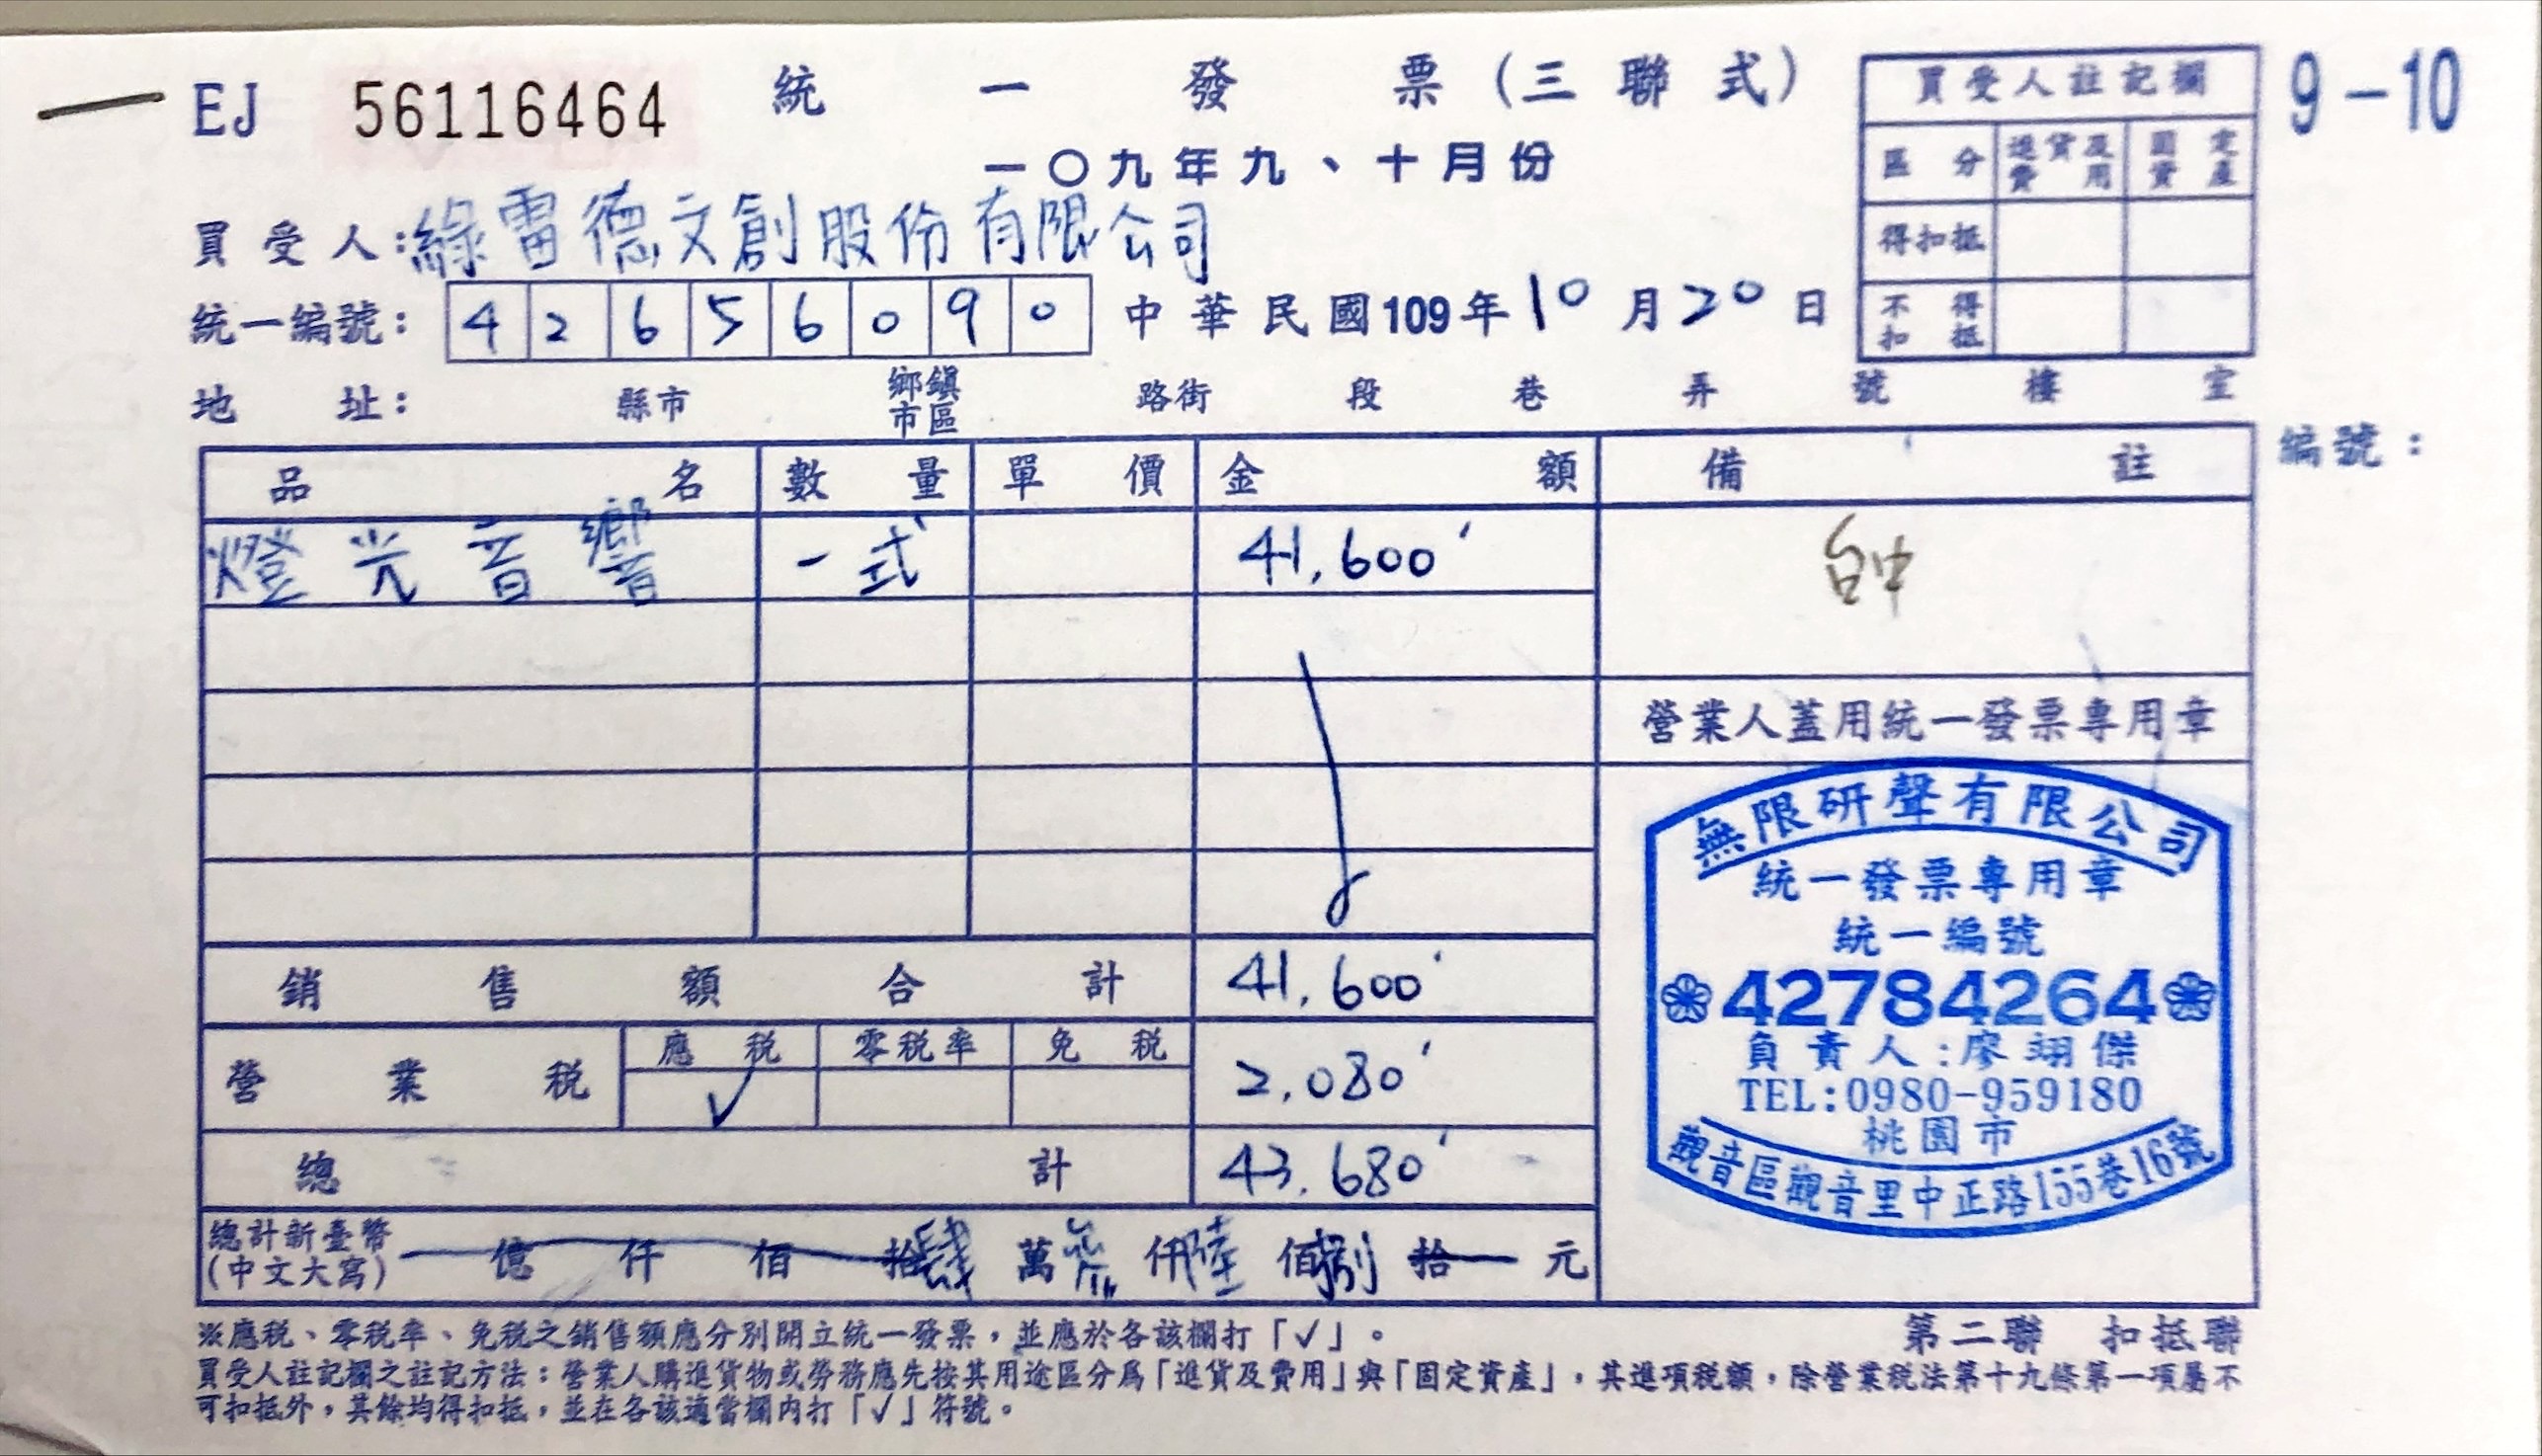 EJ 56116464 統一發票(三聯式) 9-10
一○九年九、十月份
買受人註記欄
區分 進貨及費用 固定資產
得扣抵
不得扣抵
買受人:綠雷德文創股份有限公司
統一編號: 42656090 中華民國109年10月20日
地址: 縣市 鄉鎮市區 路街 段 巷 弄 號 樓 室
編號:
品名 數量 單價 金額 備註
燈光音響 一式 41,600 台中
營業人蓋用統一發票專用章
銷售額合計 41,600
營業稅 應稅 零稅率 免稅
✓ 2,080
總計 43,680
總計新臺幣(中文大寫) 億 仟 佰 拾肆 萬參 仟陸 佰捌 拾 元
無限研聲有限公司
統一發票專用章
統一編號
42784264
負責人:廖翊傑
TEL:0980-959180
桃園市
觀音區觀音里中正路155巷16號
※應稅、零稅率、免稅之銷售額應分別開立統一發票,並應於各該欄打「✓」。
第二聯 扣抵聯
買受人註記欄之註記方法:營業人購進貨物或勞務應先按其用途區分為「進貨及費用」與「固定資產」,其進項稅額,除營業稅法第十九條第一項屬不
可扣抵外,其餘均得扣抵,並在各該適當欄內打「✓」符號。